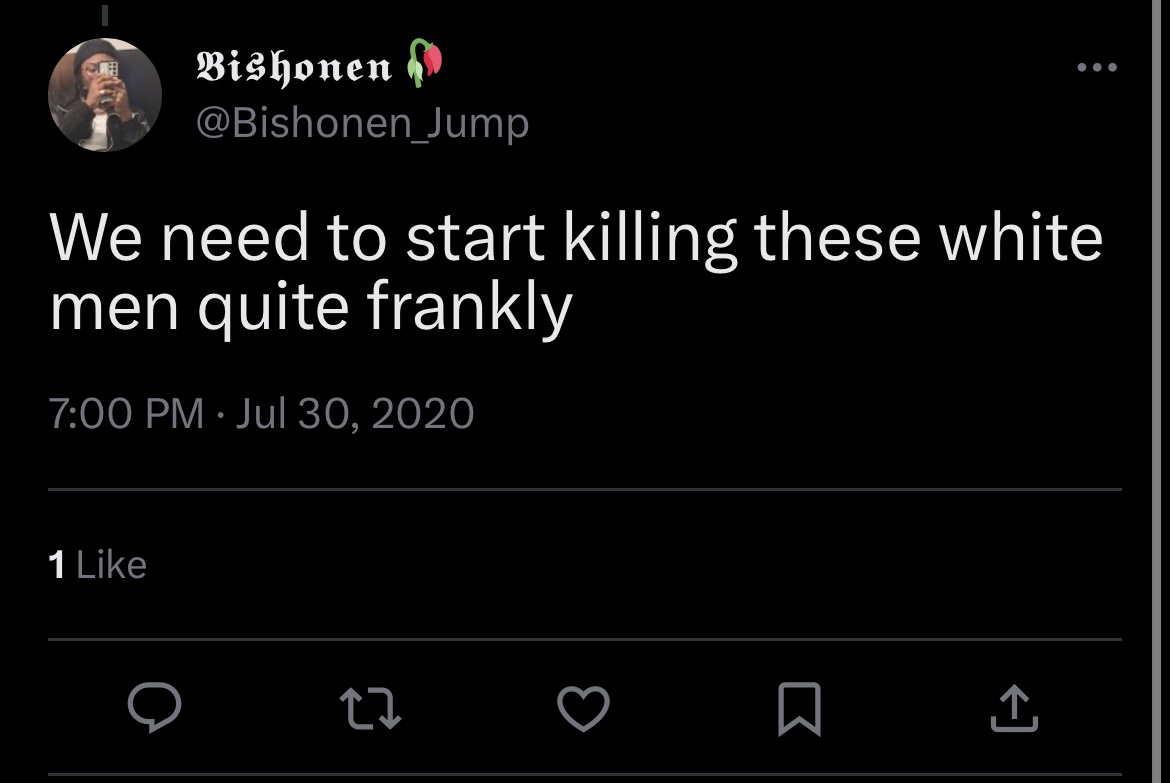 𝕭𝖎𝖘𝖍𝖔𝖓𝖊𝖓 🥀
@Bishonen_Jump
We need to start killing these white
men quite frankly
7:00 PM · Jul 30, 2020
1 Like